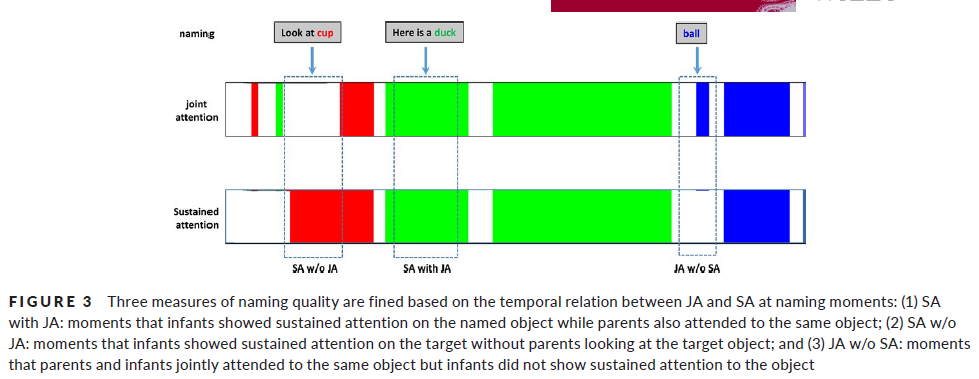 naming
Look at cup
Here is a duck
ball
joint
attention
Sustained
attention
SA w/o JA
SA with JA
JA w/o SA
FIGURE 3 Three measures of naming quality are fined based on the temporal relation between JA and SA at naming moments: (1) SA
with JA: moments that infants showed sustained attention on the named object while parents also attended to the same object; (2) SA w/o
JA: moments that infants showed sustained attention on the target without parents looking at the target object; and (3) JA w/o SA: moments
that parents and infants jointly attended to the same object but infants did not show sustained attention to the object